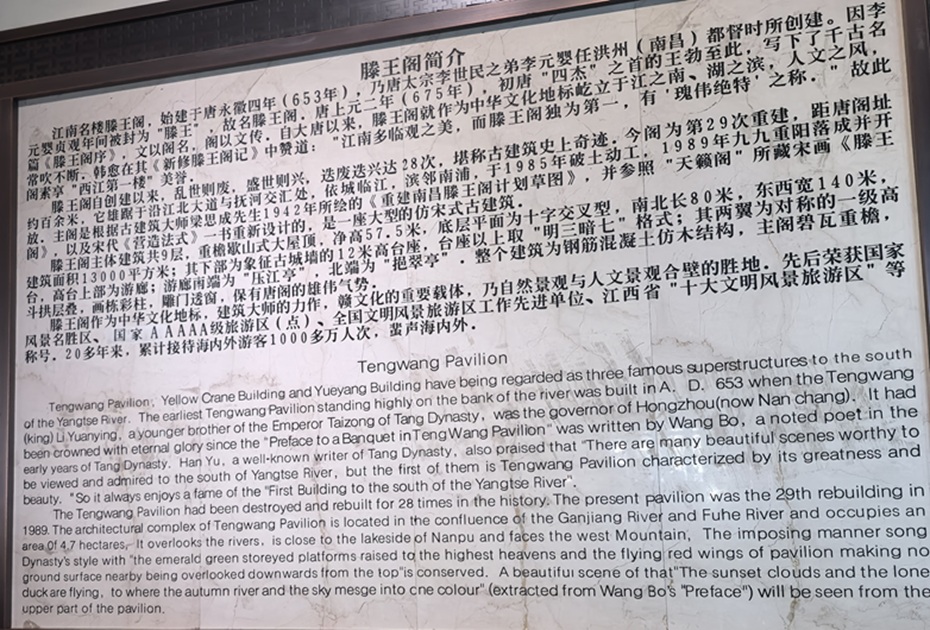 滕王阁简介
江南名楼滕王阁，始建于唐永徽四年（653年），乃唐太宗李世民之弟李元婴任洪州（南昌）都督时所创建。因李
元婴贞观年间被封为"滕王"，故名滕王阁。唐上元二年（675年），初唐"四杰"之首的王勃至此，写下了千古名
篇《滕王阁序》，文以阁名，阁以文传，自大唐以来，滕王阁就作为中华文化地标屹立于江之南、湖之滨，人文之风，
常吹不断。韩愈在其《新修滕王阁记》中赞道："江南多临观之美，而滕王阁独为第一，有'瑰伟绝特'之称。"故此
阁素享"西江第一楼"美誉。
滕王阁自创建以来，乱世则废，盛世则兴，迭废迭兴达28次，堪称古建筑史上奇迹。今阁为第29次重建，距唐阁址
约百余米，它雄踞于沿江北大道与抚河交汇处，依城临江，滨邻南浦，于1985年破土动工，1989年九九重阳落成并开
放。主阁是根据古建筑大师梁思成先生1942年所绘的《重建南昌滕王阁计划草图》，并参照"天籁阁"所藏宋画《滕王
阁》，以及宋代《营造法式》一书重新设计的，是一座大型的仿宋式古建筑。
滕王阁主体建筑共9层，重檐歇山式大屋顶，净高57.5米，底层平面为十字交叉型，南北长80米，东西宽140米，
建筑面积13000平方米；其下部为象征古城墙的12米高台座，台座以上取"明三暗七"格式；其两翼为对称的一级高
台，高台上部为游廊；游廊南端为"压江亭"，北端为"挹翠亭"。整个建筑为钢筋混凝土仿木结构，主阁碧瓦重檐，
斗拱层叠，画栋彩柱，雕门透窗，保有唐阁的雄伟气势。
滕王阁作为中华文化地标，建筑大师的力作，赣文化的重要载体，乃自然景观与人文景观合壁的胜地。先后荣获国家
风景名胜区、国家AAAAA级旅游区（点）、全国文明风景旅游区工作先进单位、江西省"十大文明风景旅游区"等
称号。20多年来，累计接待海内外游客1000多万人次，蜚声海内外。
Tengwang Pavilion
Tengwang Pavilion, Yellow Crane Building and Yueyang Building have being regarded as three famous superstructures to the south
of the Yangtse River. The earliest Tengwang Pavilion standing highly on the bank of the river was built in A. D. 653 when the Tengwang
(king) Li Yuanying, a younger brother of the Emperor Taizong of Tang Dynasty, was the governor of Hongzhou(now Nan chang). It had
been crowned with eternal glory since the "Preface to a Banquet in TengWang Pavilion" was written by Wang Bo, a noted poet in the
early years of Tang Dynasty. Han Yu, a well-known writer of Tang Dynasty, also praised that "There are many beautiful scenes worthy to
be viewed and admired to the south of Yangtse River, but the first of them is Tengwang Pavilion characterized by its greatness and
beauty. "So it always enjoys a fame of the "First Building to the south of the Yangtse River".
The Tengwang Pavilion had been destroyed and rebuilt for 28 times in the history. The present pavilion was the 29th rebuilding in
1989. The architectural complex of Tengwang Pavilion is located in the confluence of the Ganjiang River and Fuhe River and occupies an
area 0f 4.7 hectares, It overlooks the rivers, is close to the lakeside of Nanpu and faces the west Mountain, The imposing manner song
Dynasty's style with "the emerald green storeyed platforms raised to the highest heavens and the flying red wings of pavilion making no
ground surface nearby being overlooked downwards from the top"is conserved. A beautiful scene of that"The sunset clouds and the lone
duck are flying, to where the autumn river and the sky mesge into cne colour" (extracted from Wang Bo's "Preface") will be seen from the
upper part of the pavilion.